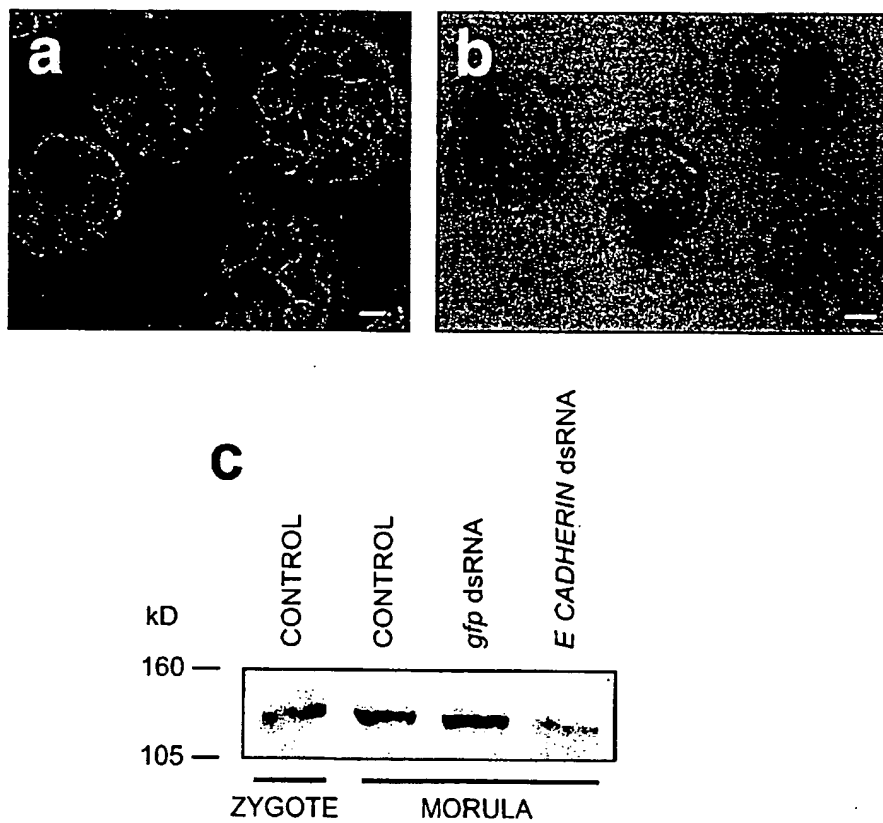 a
b
c
CONTROL
CONTROL
gfp dsRNA
E CADHERIN dsRNA
kD
160
105
ZYGOTE
MORULA